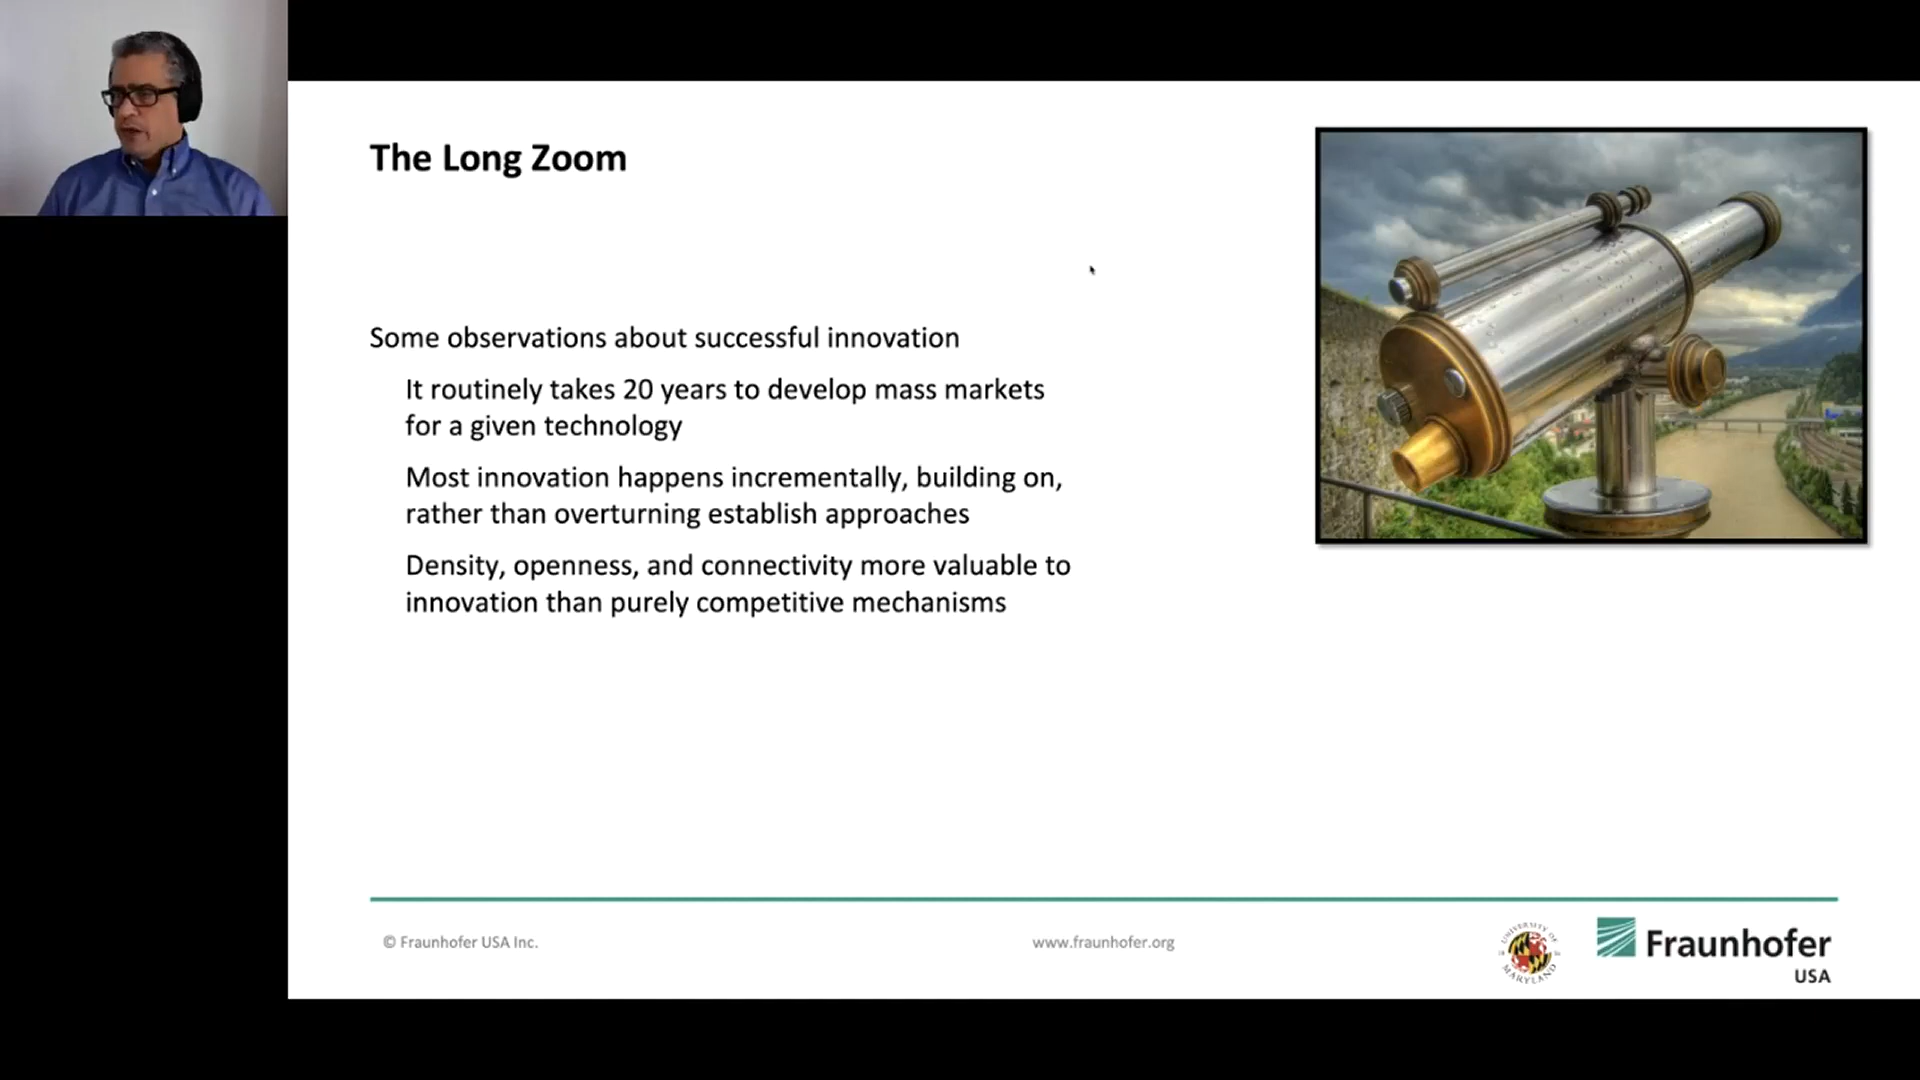 The Long Zoom
Some observations about successful innovation
It routinely takes 20 years to develop mass markets
for a given technology
Most innovation happens incrementally, building on,
rather than overturning establish approaches
Density, openness, and connectivity more valuable to
innovation than purely competitive mechanisms
© Fraunhofer USA Inc.
www.fraunhofer.org
UNIVERSITY OF
MARYLAND
Fraunhofer
USA